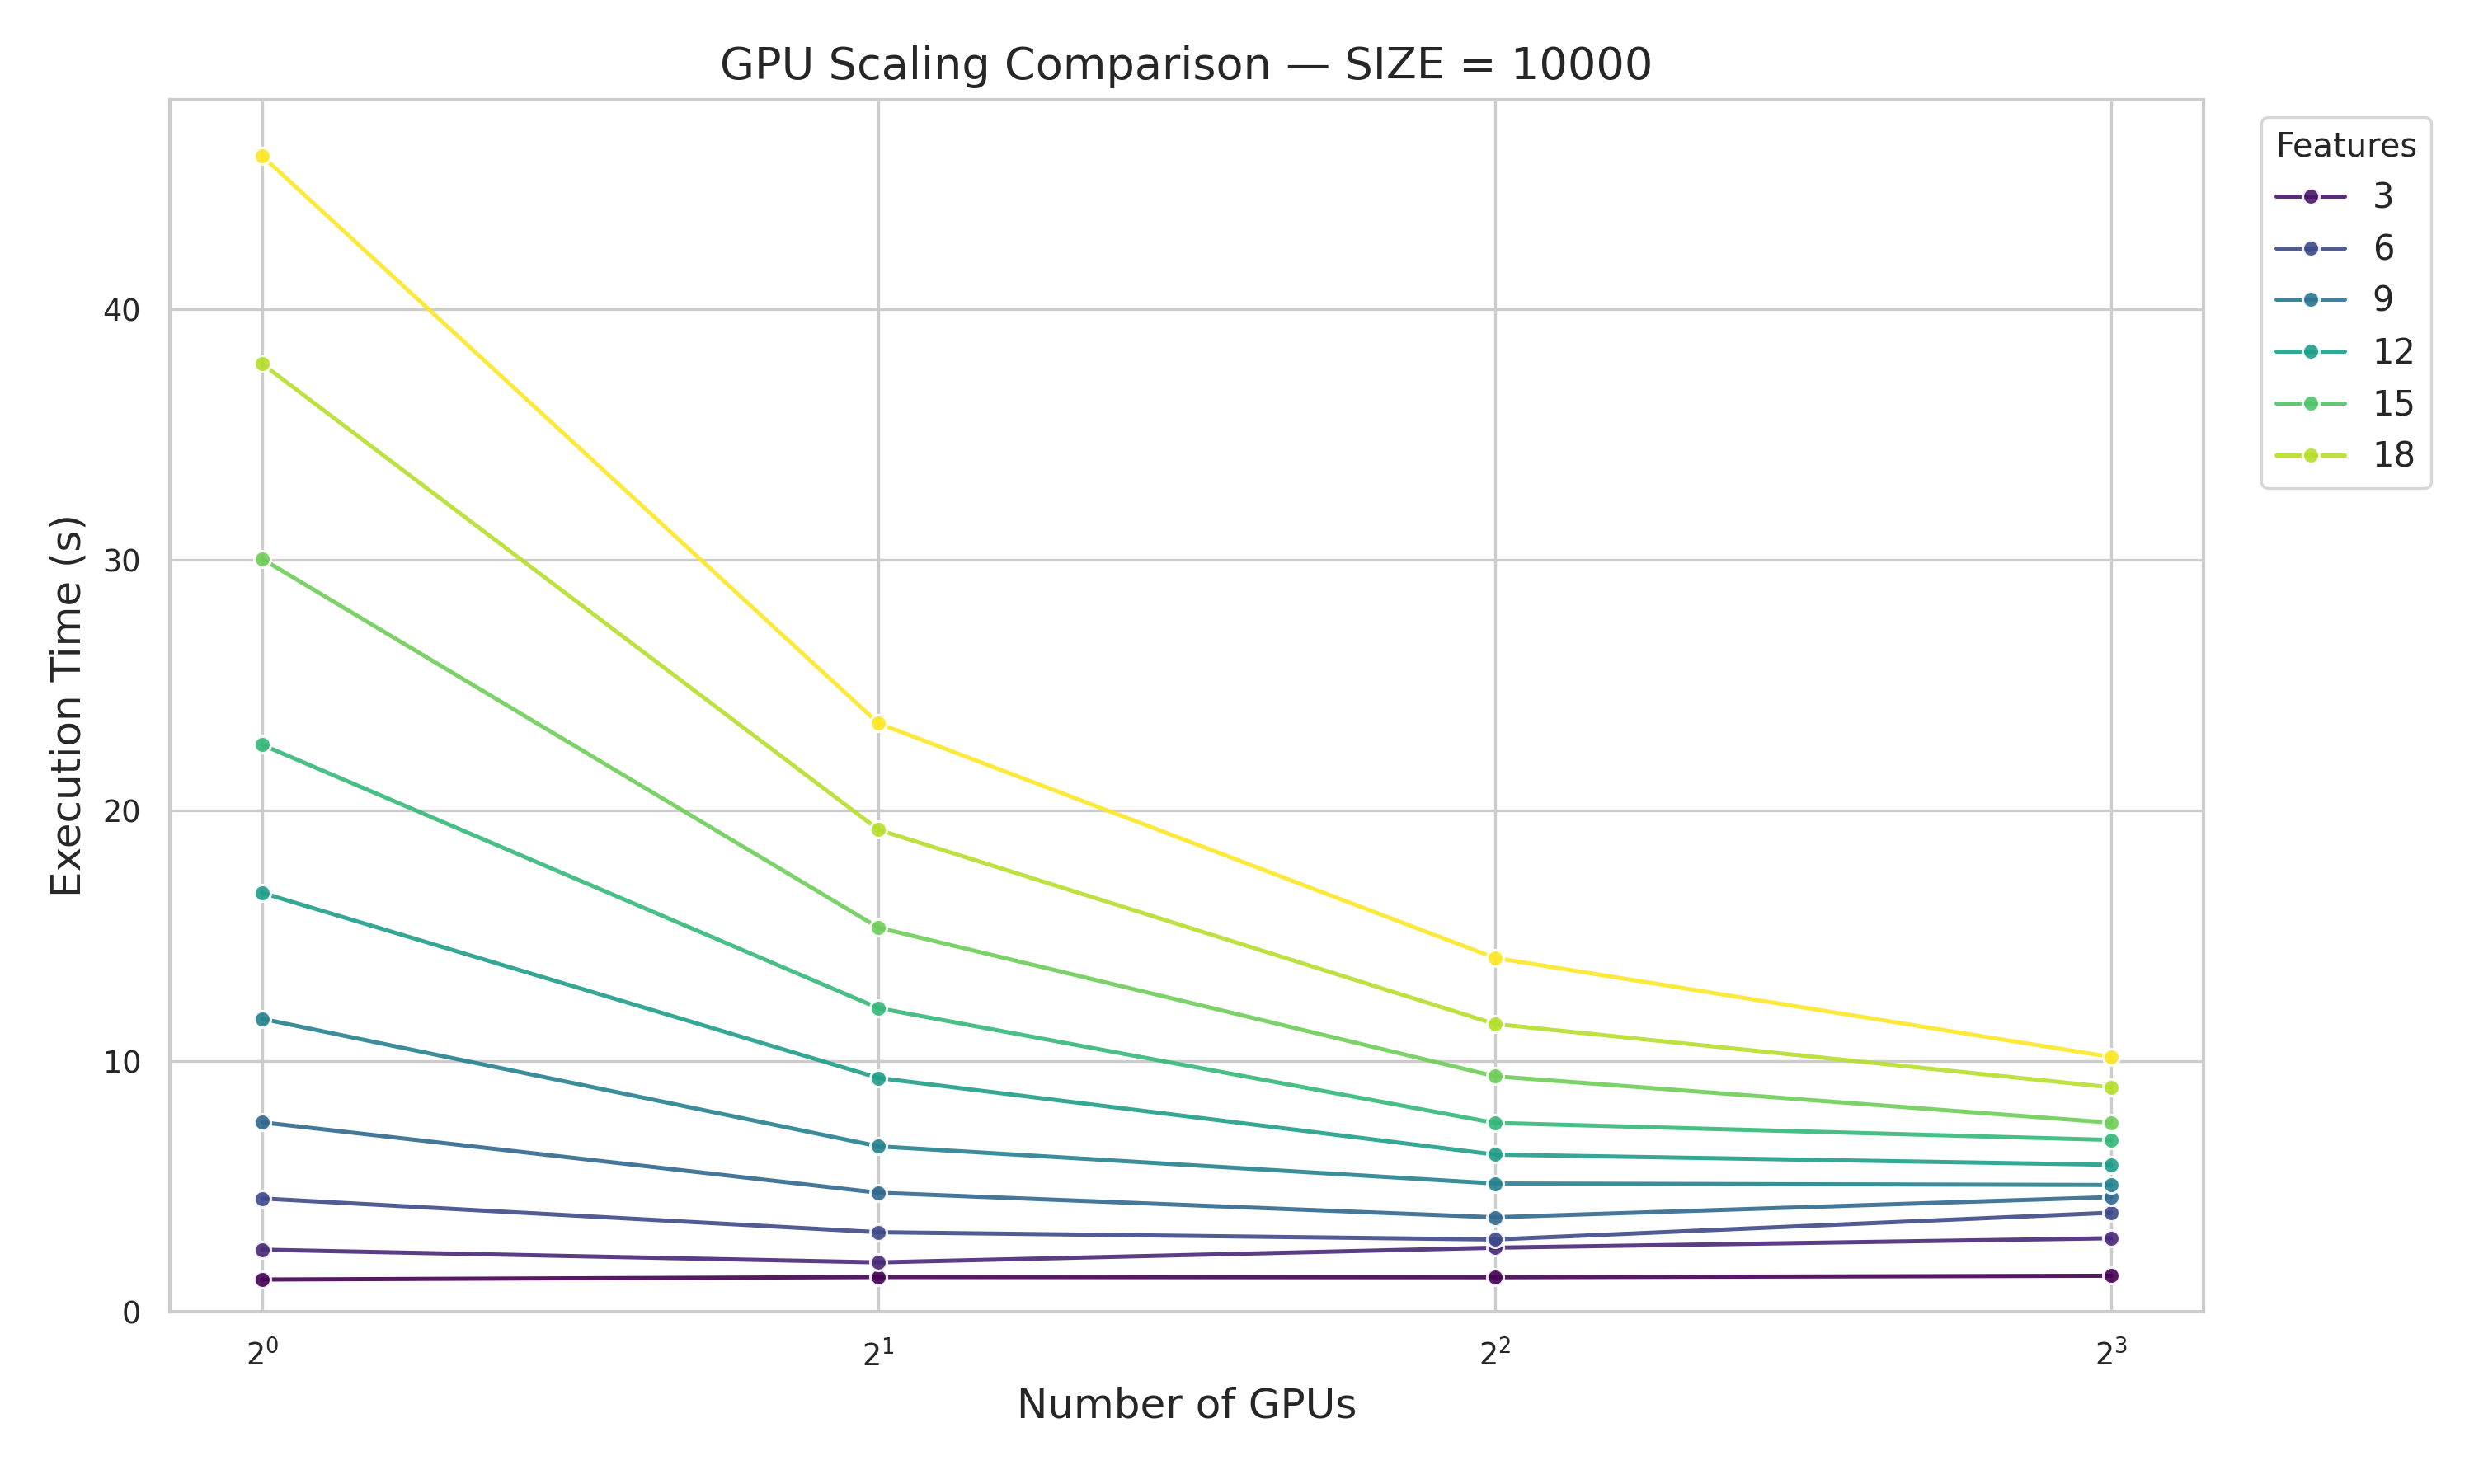 GPU Scaling Comparison — SIZE = 10000
Execution Time (s)
40
30
20
10
0
2⁰ 2¹ 2² 2³
Number of GPUs
Features
3
6
9
12
15
18